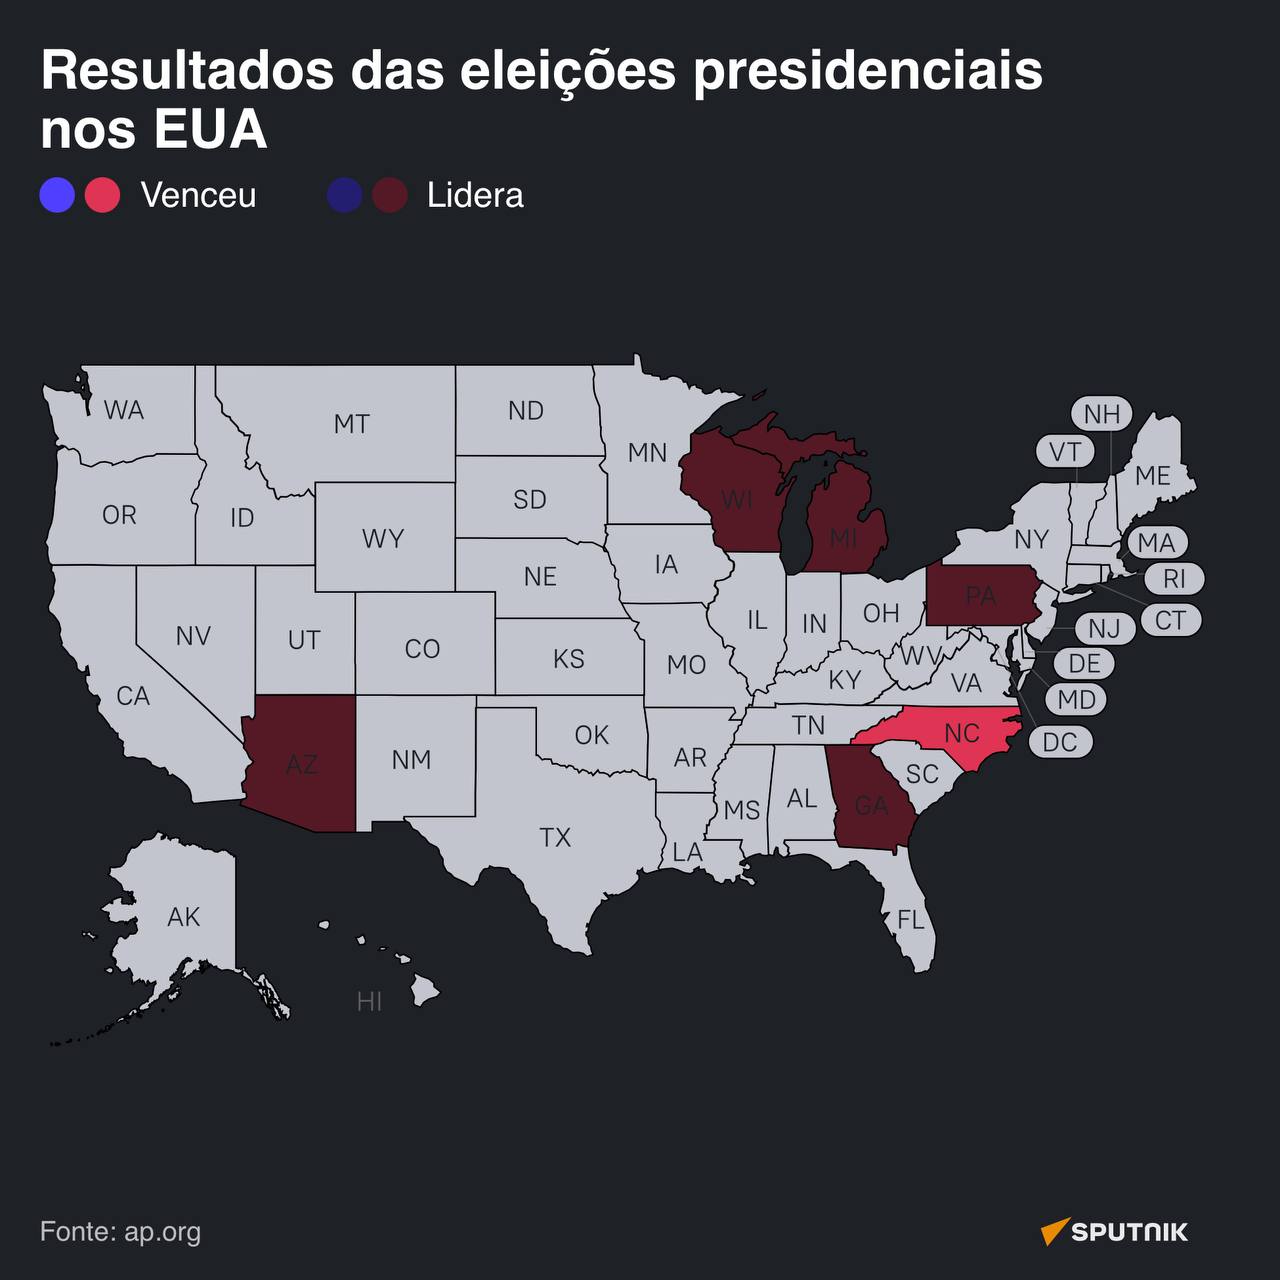 Resultados das eleições presidenciais
nos EUA
Venceu Lidera
NH
VT
WA
MT
ND
MN
ME
WI
SD
OR
ID
WY
MI
NY
MA
IA
NE
RI
PA
OH
IL
IN
CT
NJ
NV
UT
CO
KS
MO
WV
DE
KY
VA
CA
MD
TN
NC
OK
DC
AR
NM
AZ
SC
AL
GA
MS
TX
LA
AK
FL
HI
Fonte: ap.org
SPUTNIK